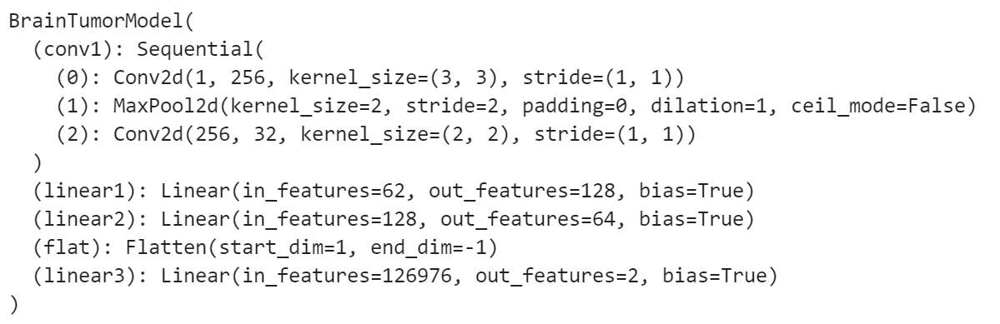 BrainTumorModel(
  (conv1): Sequential(
    (0): Conv2d(1, 256, kernel_size=(3, 3), stride=(1, 1))
    (1): MaxPool2d(kernel_size=2, stride=2, padding=0, dilation=1, ceil_mode=False)
    (2): Conv2d(256, 32, kernel_size=(2, 2), stride=(1, 1))
  )
  (linear1): Linear(in_features=62, out_features=128, bias=True)
  (linear2): Linear(in_features=128, out_features=64, bias=True)
  (flat): Flatten(start_dim=1, end_dim=-1)
  (linear3): Linear(in_features=126976, out_features=2, bias=True)
)